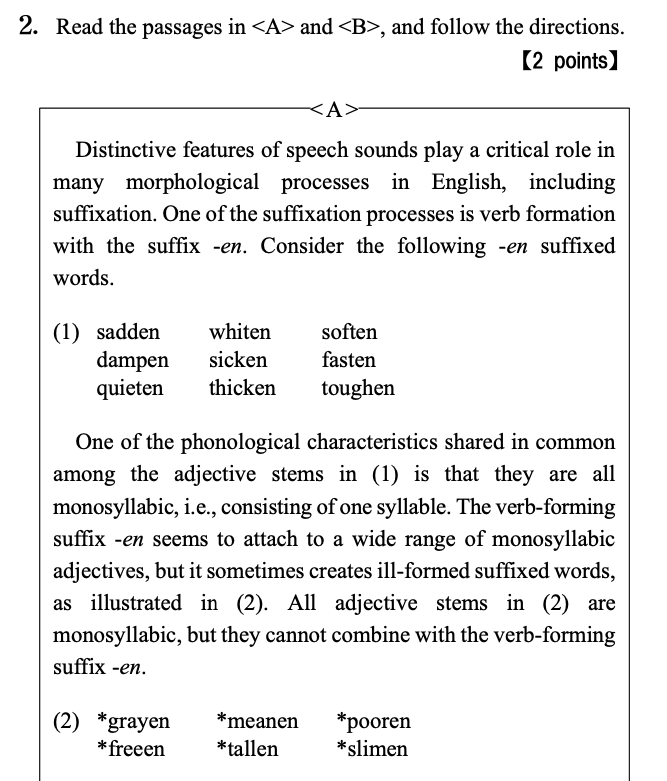 2. Read the passages in <A> and <B>, and follow the directions.
【2 points】
<A>
Distinctive features of speech sounds play a critical role in
many morphological processes in English, including
suffixation. One of the suffixation processes is verb formation
with the suffix -en. Consider the following -en suffixed
words.
(1) sadden whiten soften
dampen sicken fasten
quieten thicken toughen
One of the phonological characteristics shared in common
among the adjective stems in (1) is that they are all
monosyllabic, i.e., consisting of one syllable. The verb-forming
suffix -en seems to attach to a wide range of monosyllabic
adjectives, but it sometimes creates ill-formed suffixed words,
as illustrated in (2). All adjective stems in (2) are
monosyllabic, but they cannot combine with the verb-forming
suffix -en.
(2) *grayen *meanen *pooren
*freeen *tallen *slimen